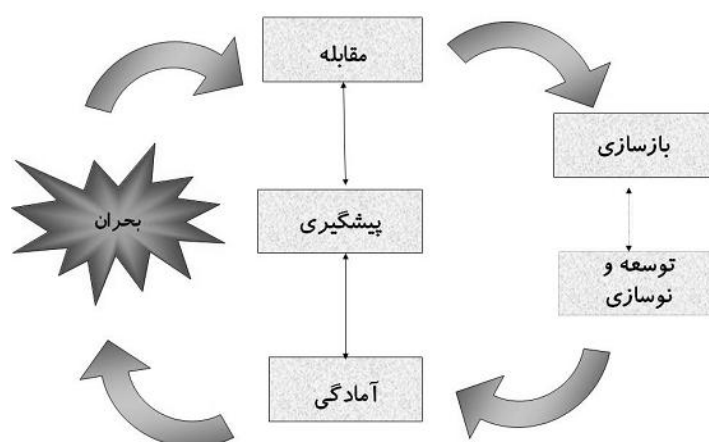 مقابله
بازسازی
بحران
پیشگیری
توسعه و
نوسازی
آمادگی